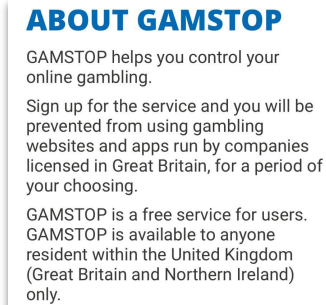 ABOUT GAMSTOP
GAMSTOP helps you control your
online gambling.
Sign up for the service and you will be
prevented from using gambling
websites and apps run by companies
licensed in Great Britain, for a period of
your choosing.
GAMSTOP is a free service for users.
GAMSTOP is available to anyone
resident within the United Kingdom
(Great Britain and Northern Ireland)
only.